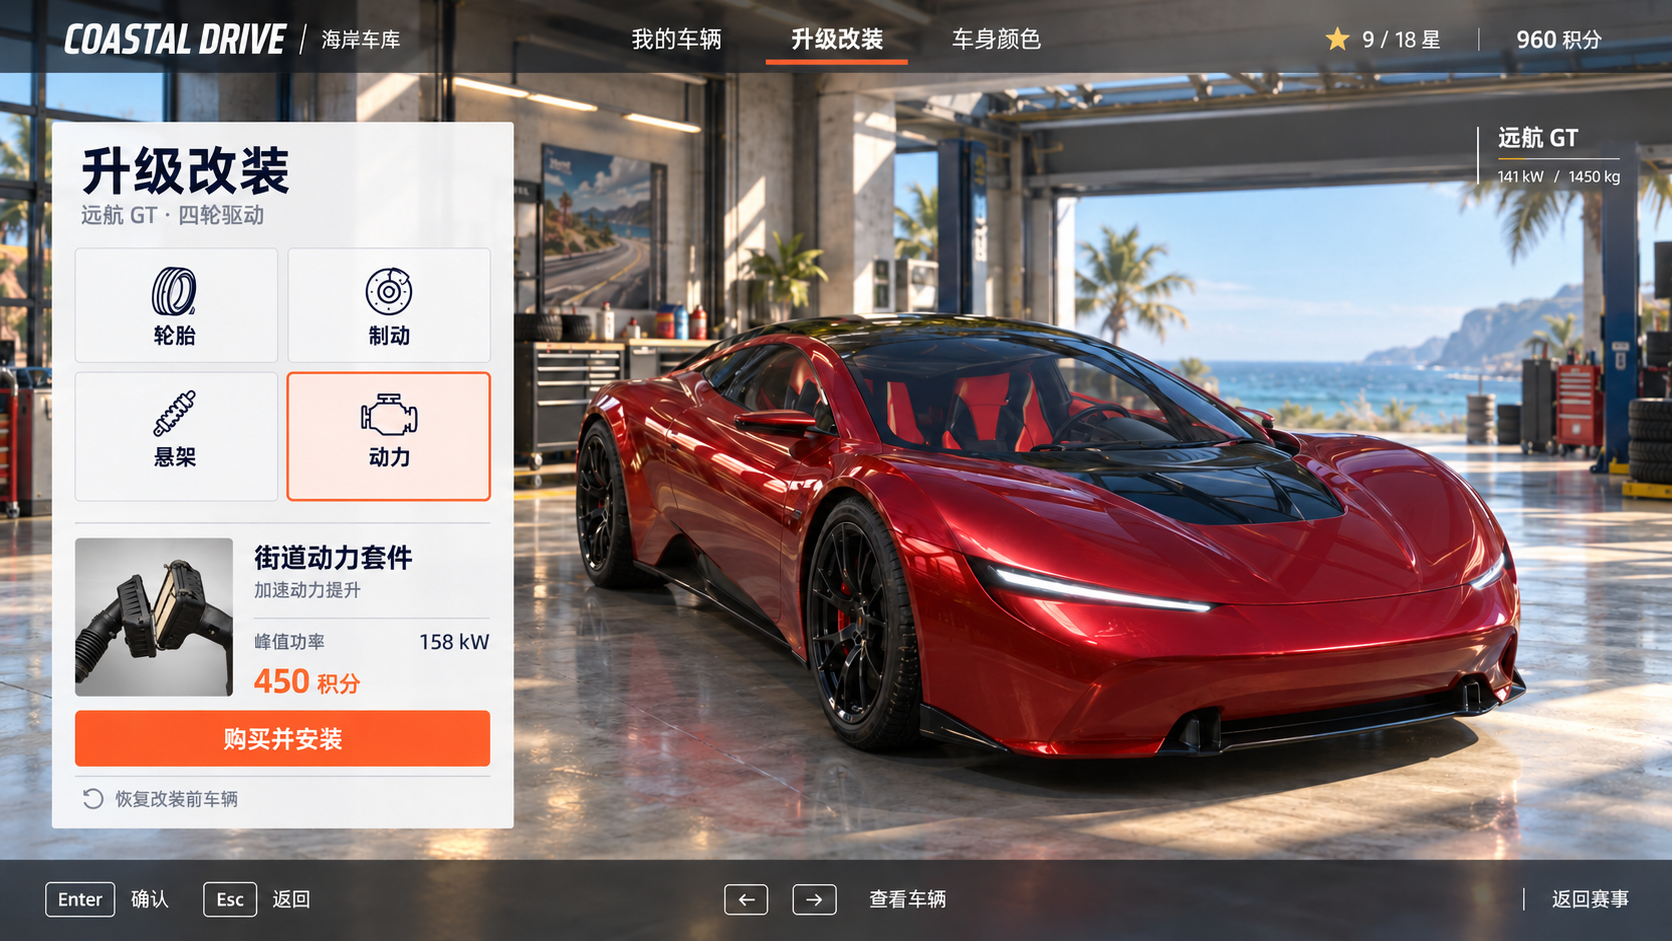 COASTAL DRIVE / 海岸车库
我的车辆
升级改装
车身颜色
9 / 18 星
960 积分
升级改装
远航 GT · 四轮驱动
轮胎
制动
悬架
动力
街道动力套件
加速动力提升
峰值功率 158 kW
450 积分
购买并安装
恢复改装前车辆
远航 GT
141 kW / 1450 kg
Enter 确认
Esc 返回
← → 查看车辆
返回赛事